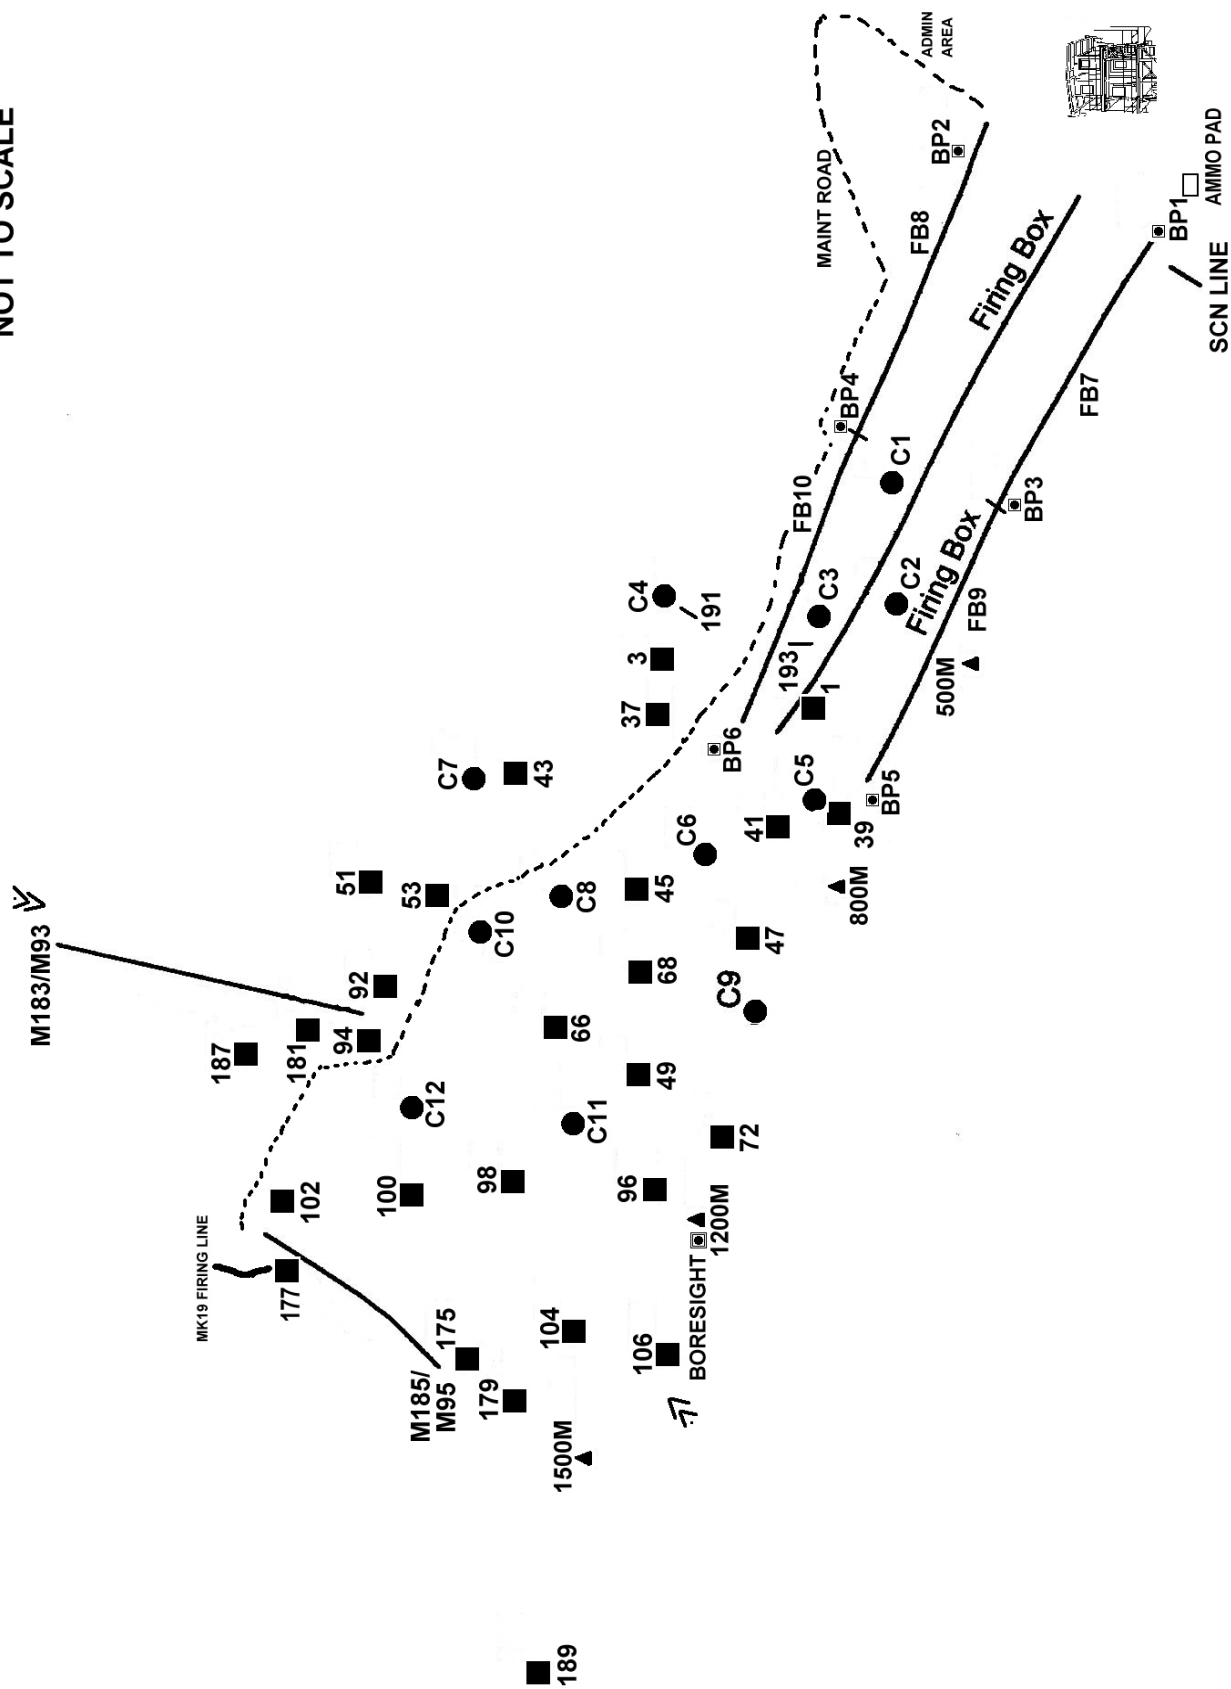 NOT TO SCALE
M183/M93
MK19 FIRING LINE
187
177
181
102
94
51
92
100
53
M185/
M95
C12
175
C7
98
179
C10
43
104
1500M
189
66
C8
C11
96
37
3
C4
106
45
49
68
C6
BORESIGHT
191
1200M
C9
BP6
72
41
47
193
C5
FB10
MAINT ROAD
C3
1
BP4
800M
39
BP5
C1
C2
FB8
ADMIN
AREA
BP2
Firing Box
500M
FB9
Firing Box
BP3
FB7
BP1
AMMO PAD
SCN LINE